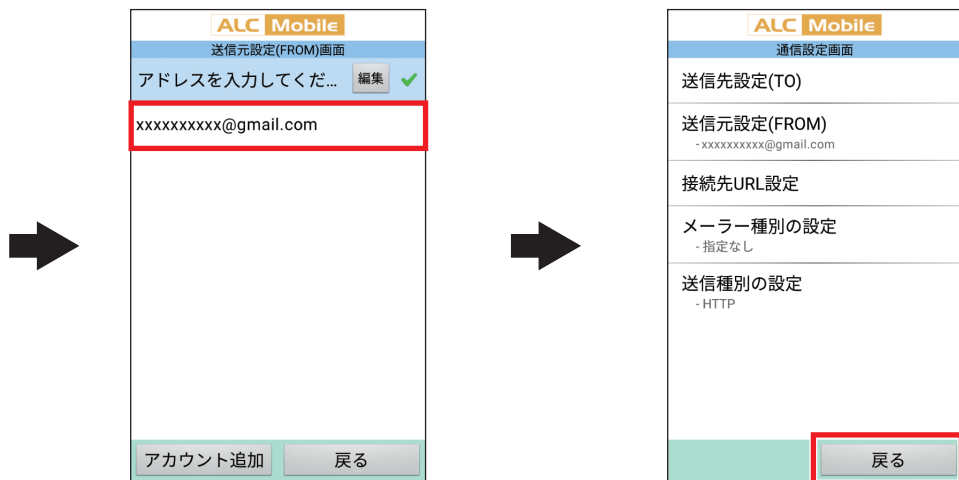 ALC Mobile
送信元設定(FROM)画面
アドレスを入力してくだ... 編集
xxxxxxxxxx@gmail.com
アカウント追加 戻る
ALC Mobile
通信設定画面
送信先設定(TO)
送信元設定(FROM)
- xxxxxxxxxx@gmail.com
接続先URL設定
メーラー種別の設定
- 指定なし
送信種別の設定
- HTTP
戻る